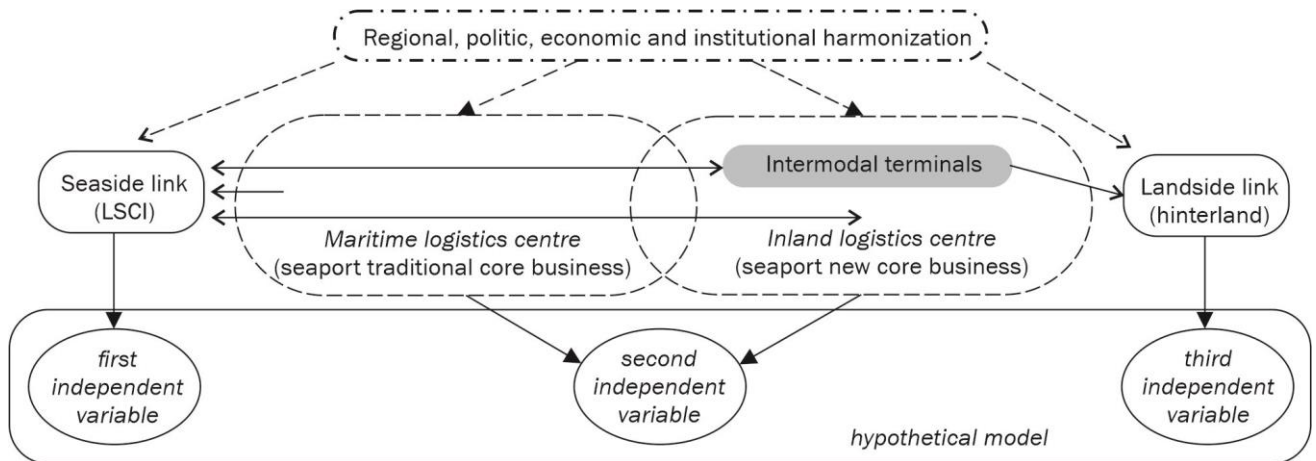 Regional, politic, economic and institutional harmonization
Seaside link
(LSCI)
Intermodal terminals
Landside link
(hinterland)
Maritime logistics centre
(seaport traditional core business)
Inland logistics centre
(seaport new core business)
first
independent
variable
second
independent
variable
third
independent
variable
hypothetical model